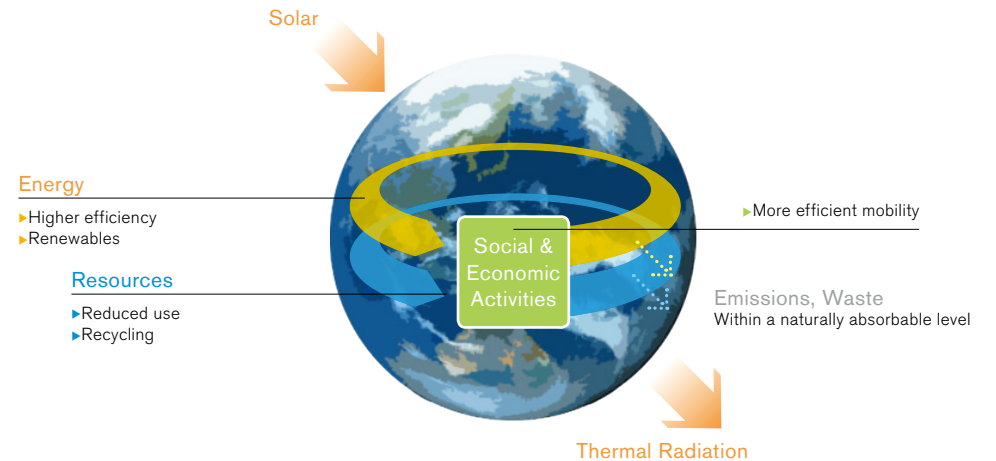 Solar
Energy
▶Higher efficiency
▶Renewables
Resources
▶Reduced use
▶Recycling
Social &
Economic
Activities
▶More efficient mobility
Emissions, Waste
Within a naturally absorbable level
Thermal Radiation